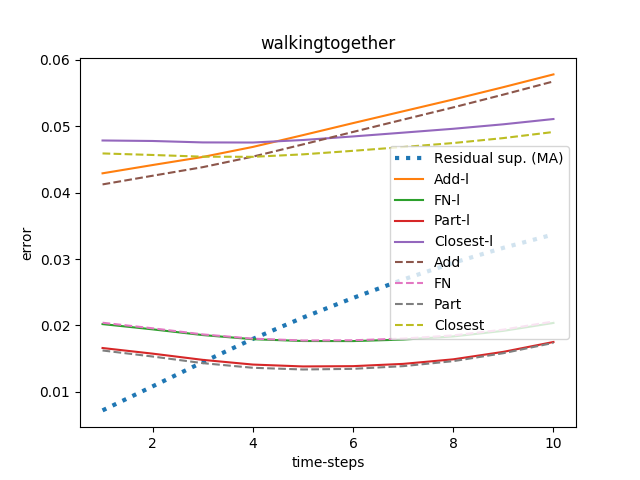 walkingtogether
0.06
0.05
0.04
0.03
0.02
0.01
error
Residual sup. (MA)
Add-l
FN-l
Part-l
Closest-l
Add
FN
Part
Closest
2
4
6
8
10
time-steps